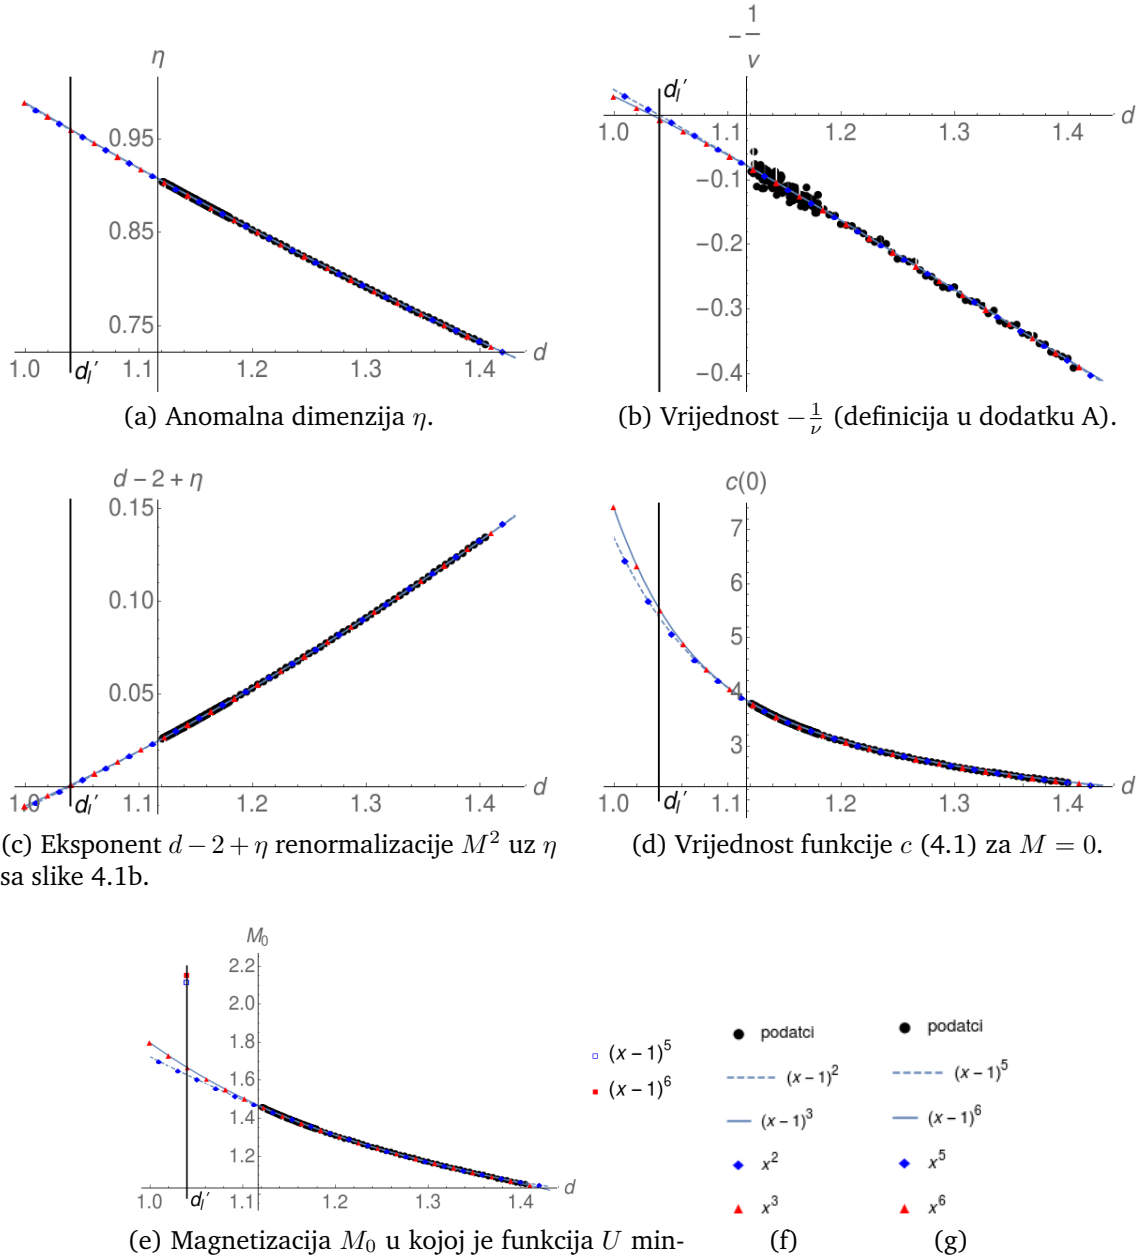 η
0.95
0.85
0.75
1.0 1.1 1.2 1.3 1.4 d
d_l'
(a) Anomalna dimenzija η.
−1/ν
d_l'
1.0 1.1 1.2 1.3 1.4 d
−0.1
−0.2
−0.3
−0.4
(b) Vrijednost −1/ν (definicija u dodatku A).
d − 2 + η
0.15
0.10
0.05
1.0 1.1 1.2 1.3 1.4 d
d_l'
(c) Eksponent d − 2 + η renormalizacije M² uz η
sa slike 4.1b.
c(0)
7
6
5
4
3
1.0 1.1 1.2 1.3 1.4 d
d_l'
(d) Vrijednost funkcije c (4.1) za M = 0.
M₀
2.2
2.0
1.8
1.6
1.4
1.2
1.0 1.1 1.2 1.3 1.4 d
d_l'
(x − 1)⁵
(x − 1)⁶
(e) Magnetizacija M₀ u kojoj je funkcija U min-
podatci
(x − 1)²
(x − 1)³
x²
x³
(f)
podatci
(x − 1)⁵
(x − 1)⁶
x⁵
x⁶
(g)